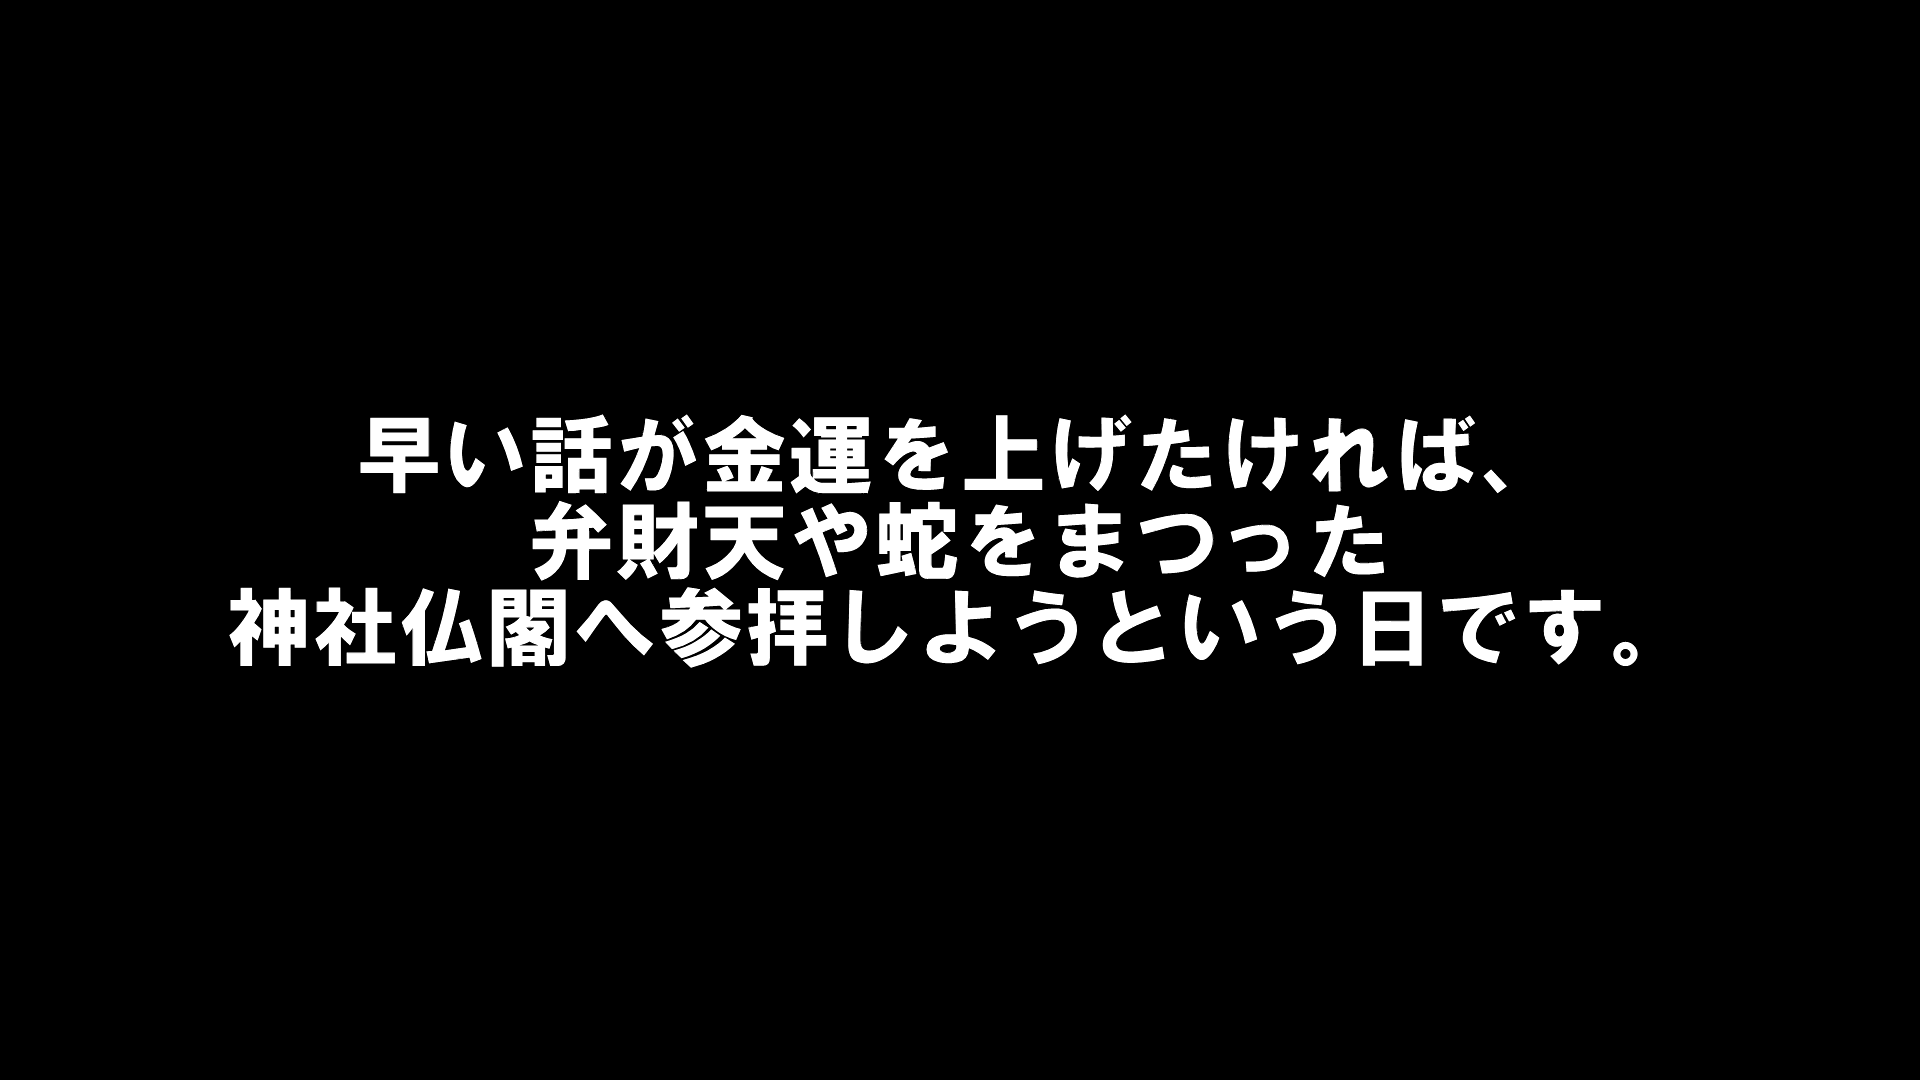 早い話が金運を上げたければ、
弁財天や蛇をまつった
神社仏閣へ参拝しようという日です。